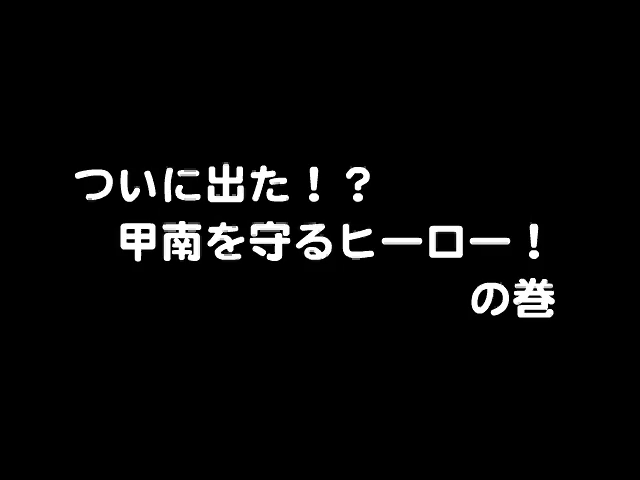 ついに出た！？
甲南を守るヒーロー！
の巻